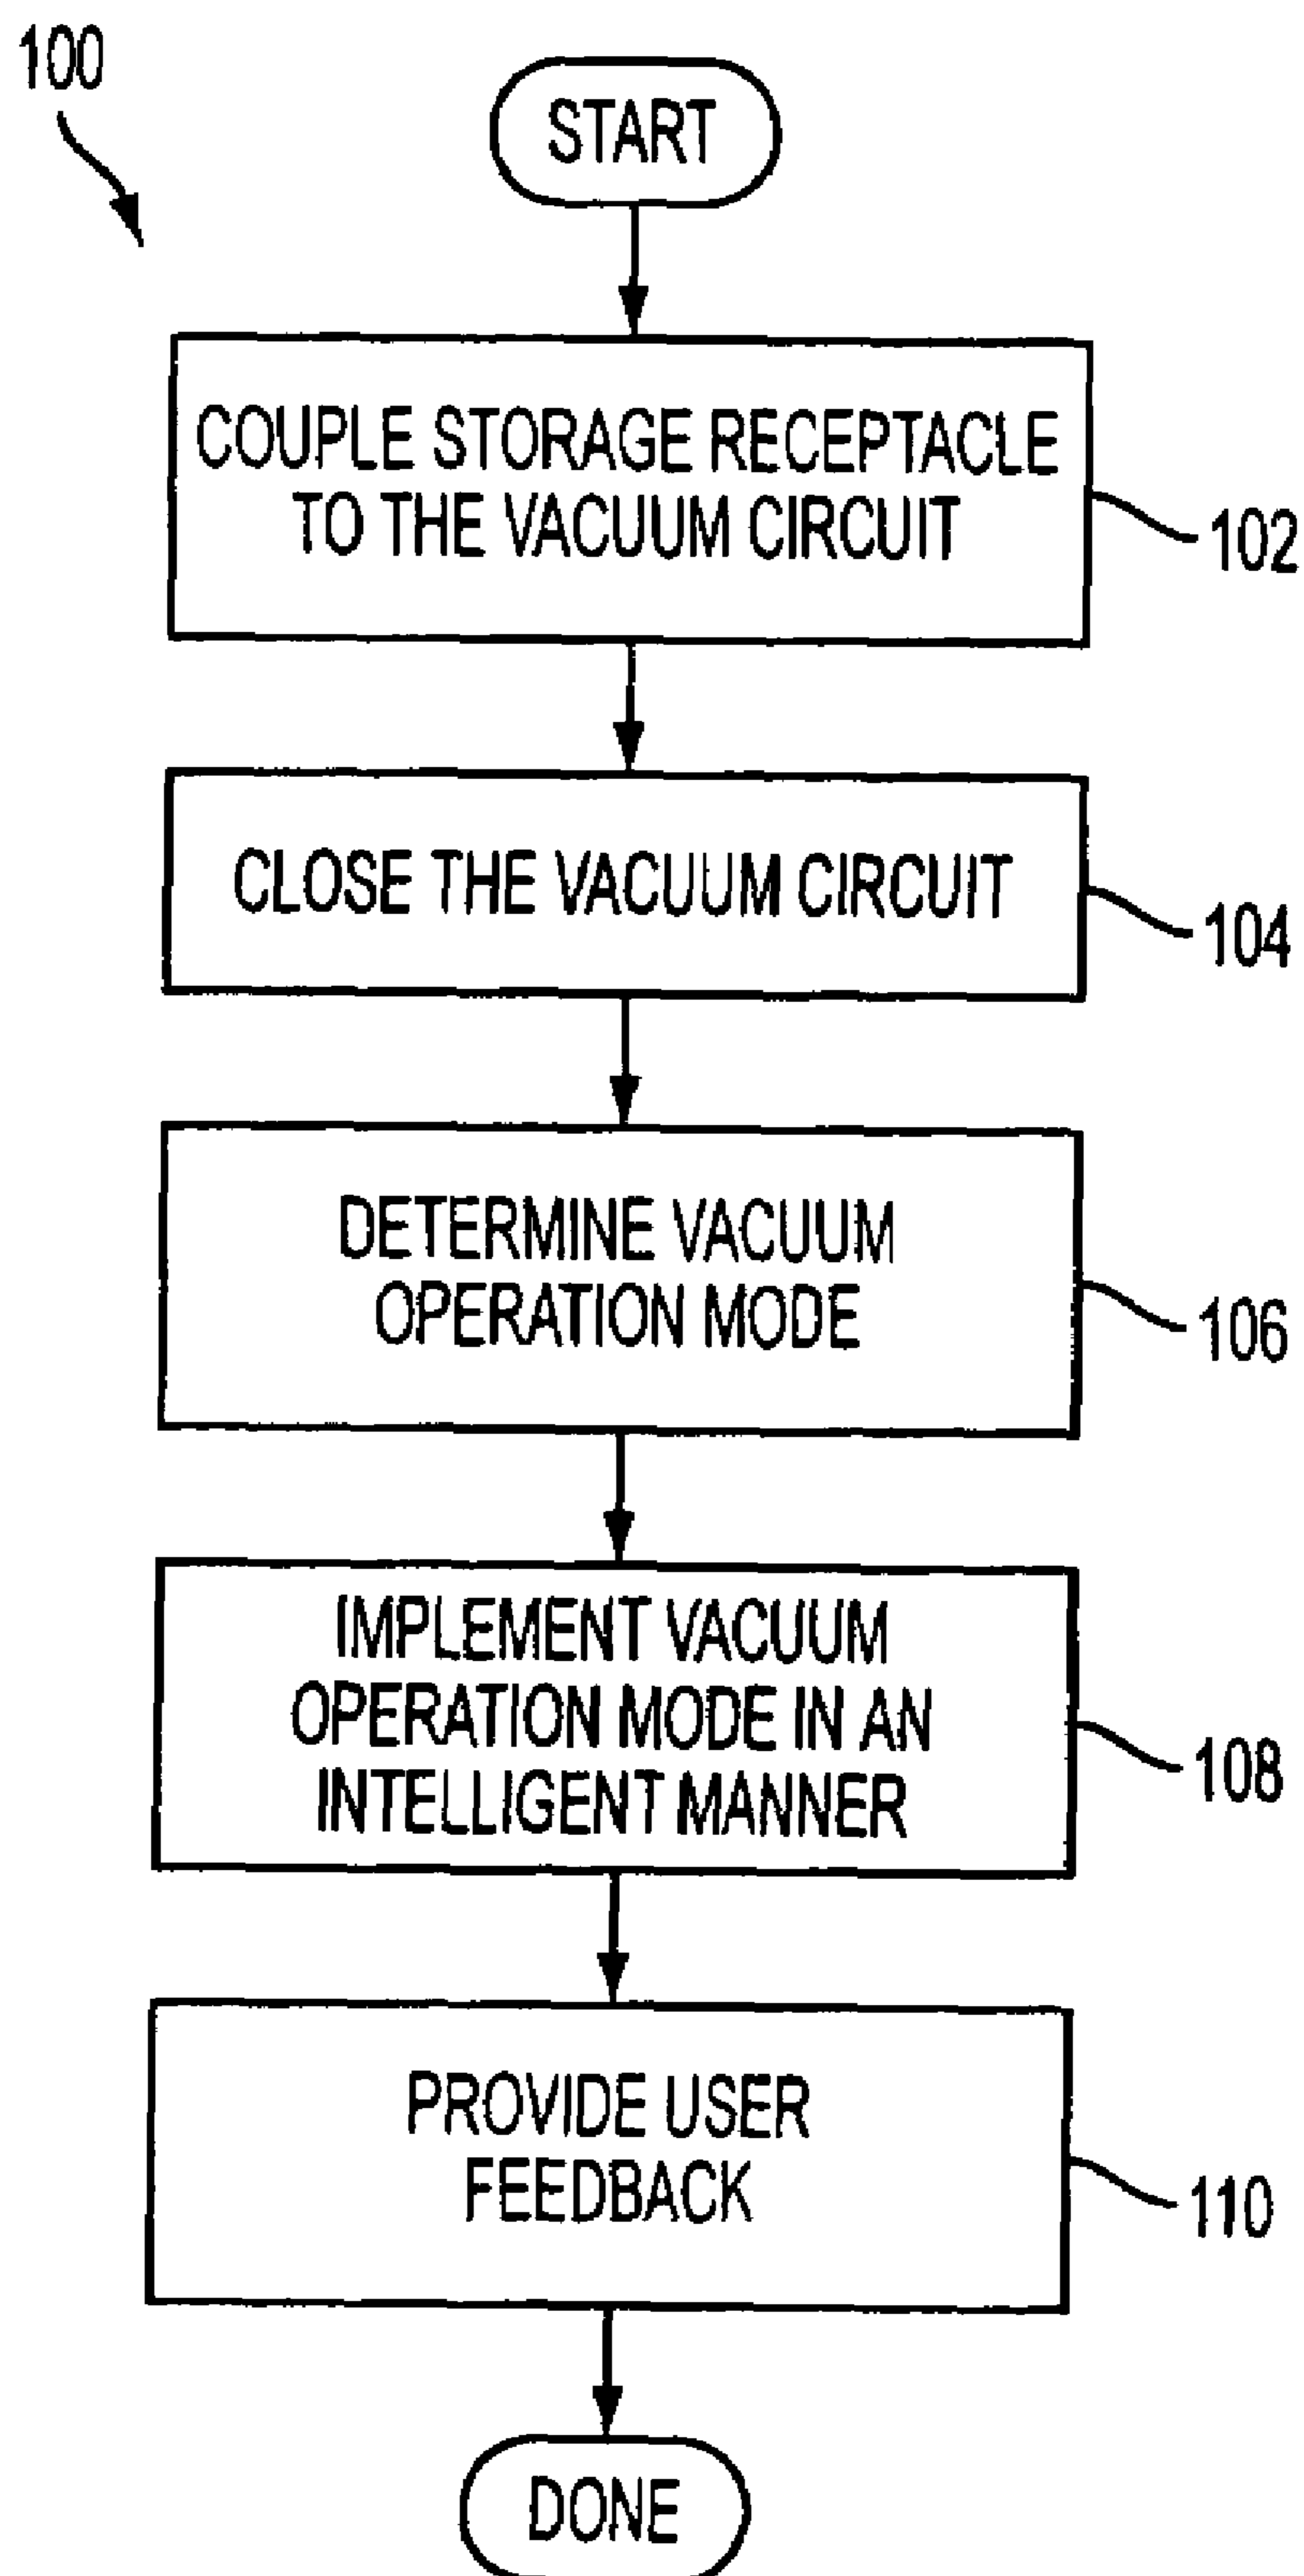 100
START
COUPLE STORAGE RECEPTACLE
TO THE VACUUM CIRCUIT
102
CLOSE THE VACUUM CIRCUIT
104
DETERMINE VACUUM
OPERATION MODE
106
IMPLEMENT VACUUM
OPERATION MODE IN AN
INTELLIGENT MANNER
108
PROVIDE USER
FEEDBACK
110
DONE